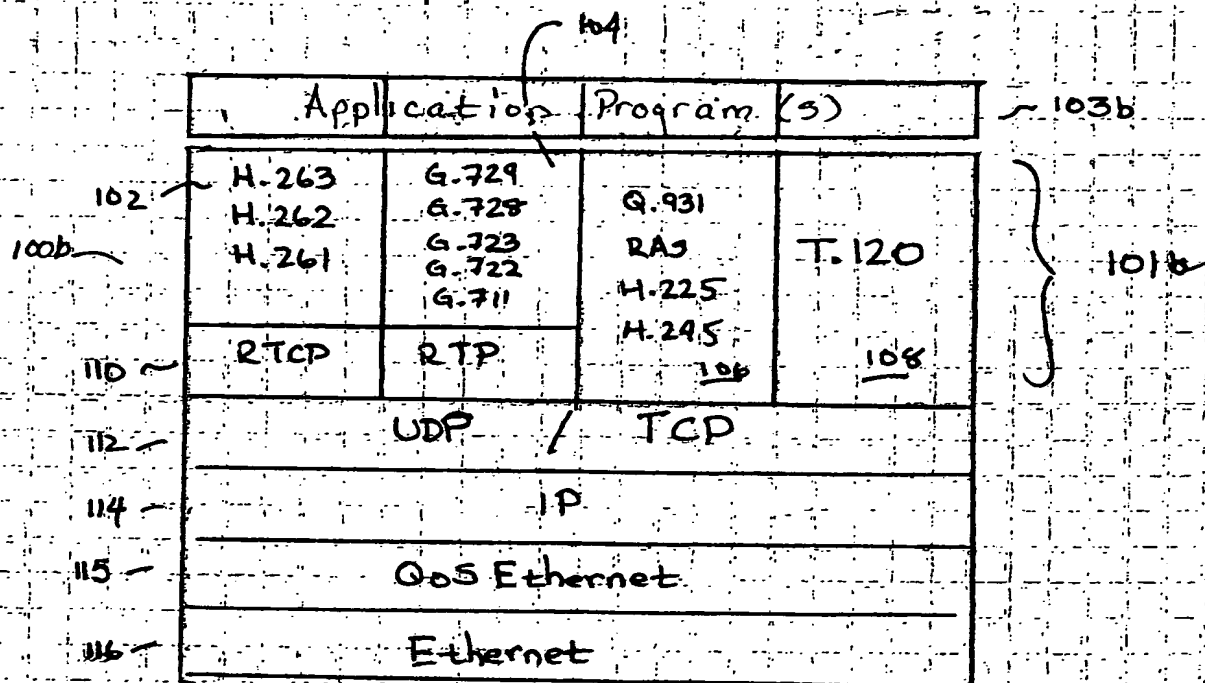 104
Application Program (s)
103b
102
H.263
H.262
H.261
G.729
G.728
G.723
G.722
G.711
Q.931
RAS
H.225
H.245
106
T.120
108
100b
101b
110
RTCP
RTP
112
UDP / TCP
114
IP
115
QoS Ethernet
116
Ethernet